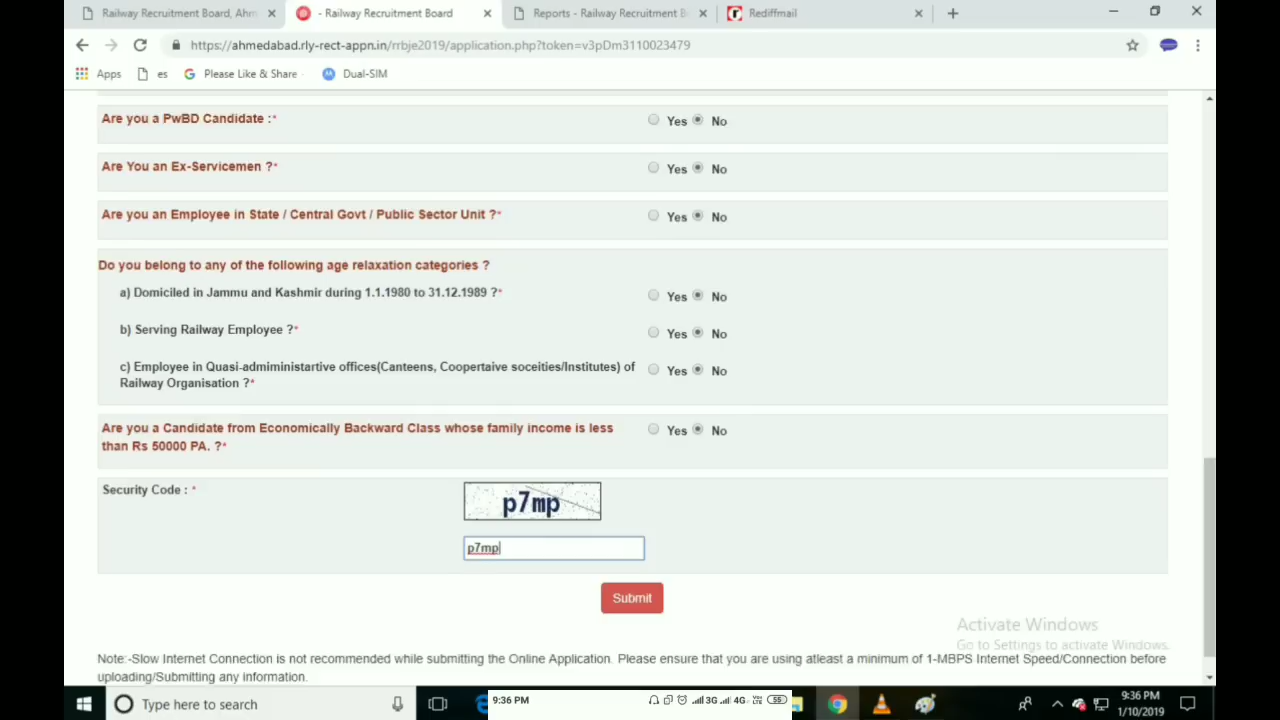 Railway Recruitment Board, Ahm
- Railway Recruitment Board
Reports - Railway Recruitment B
Rediffmail
https://ahmedabad.rly-rect-appn.in/rrbje2019/application.php?token=v3pDm3110023479
Apps
es
Please Like & Share
Dual-SIM
Are you a PwBD Candidate :* Yes No
Are You an Ex-Servicemen ?* Yes No
Are you an Employee in State / Central Govt / Public Sector Unit ?* Yes No
Do you belong to any of the following age relaxation categories ?
a) Domiciled in Jammu and Kashmir during 1.1.1980 to 31.12.1989 ?* Yes No
b) Serving Railway Employee ?* Yes No
c) Employee in Quasi-admiministartive offices(Canteens, Coopertaive soceities/Institutes) of Yes No
Railway Organisation ?*
Are you a Candidate from Economically Backward Class whose family income is less Yes No
than Rs 50000 PA. ?*
Security Code : *
p7mp
p7mp
Submit
Activate Windows
Go to Settings to activate Windows.
Note:-Slow Internet Connection is not recommended while submitting the Online Application. Please ensure that you are using atleast a minimum of 1-MBPS Internet Speed/Connection before
uploading/Submitting any information.
Type here to search
9:36 PM
3G 4G
55
9:36 PM
1/10/2019